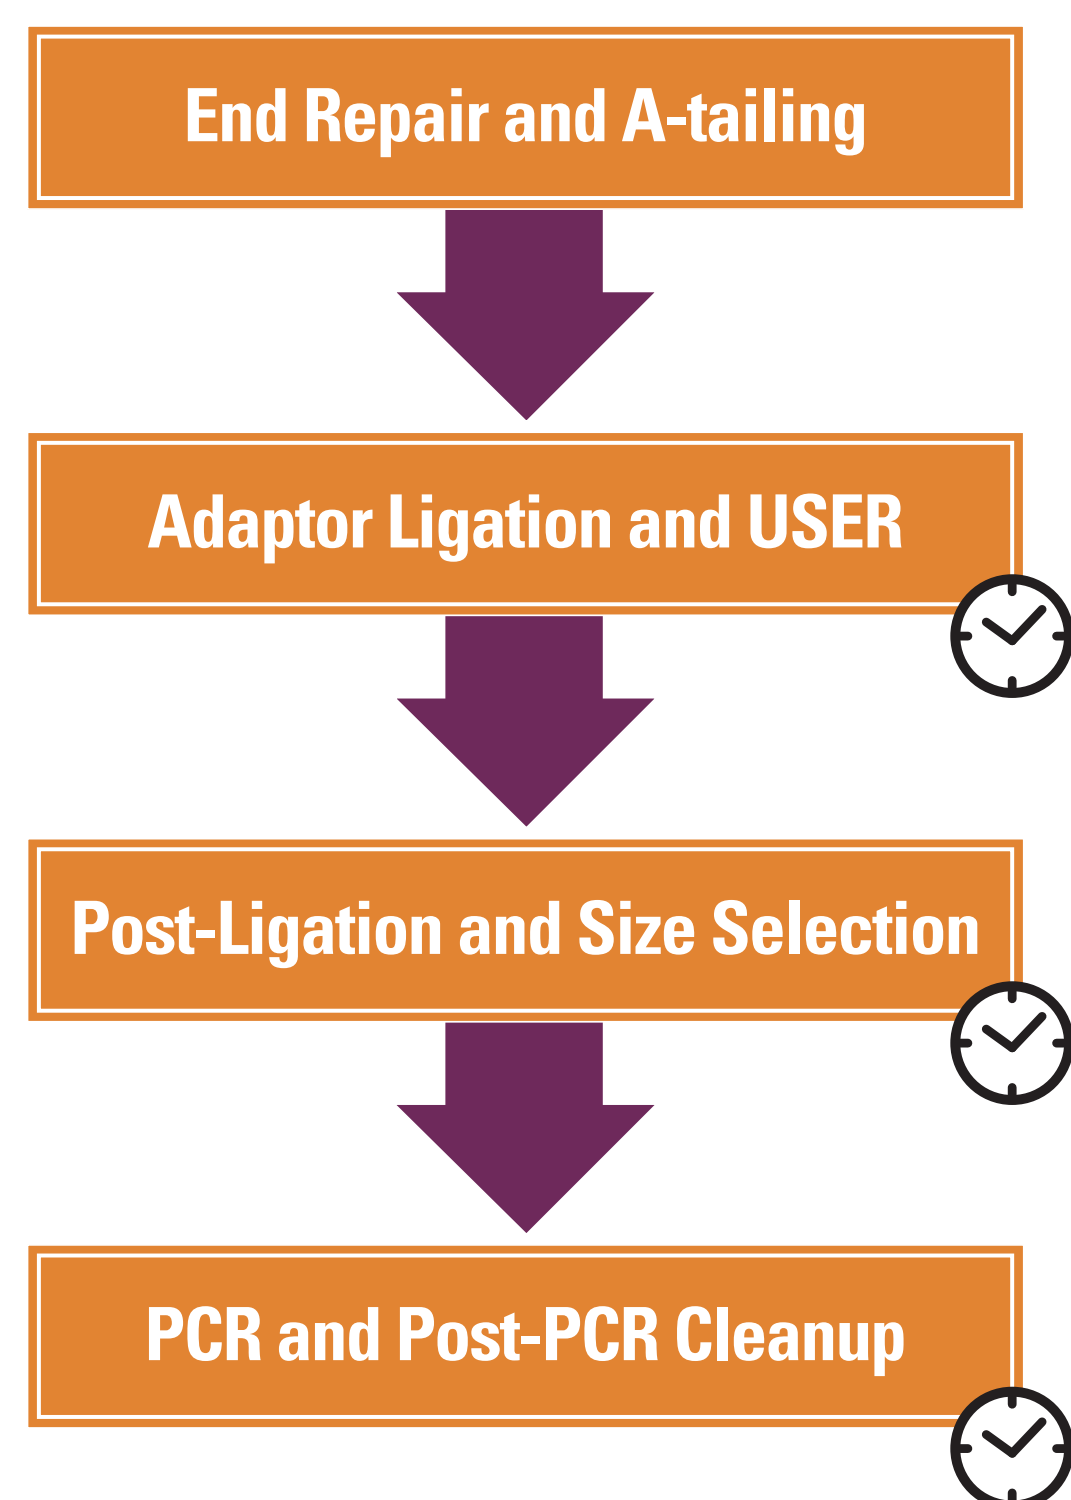 End Repair and A-tailing
Adaptor Ligation and USER
Post-Ligation and Size Selection
PCR and Post-PCR Cleanup